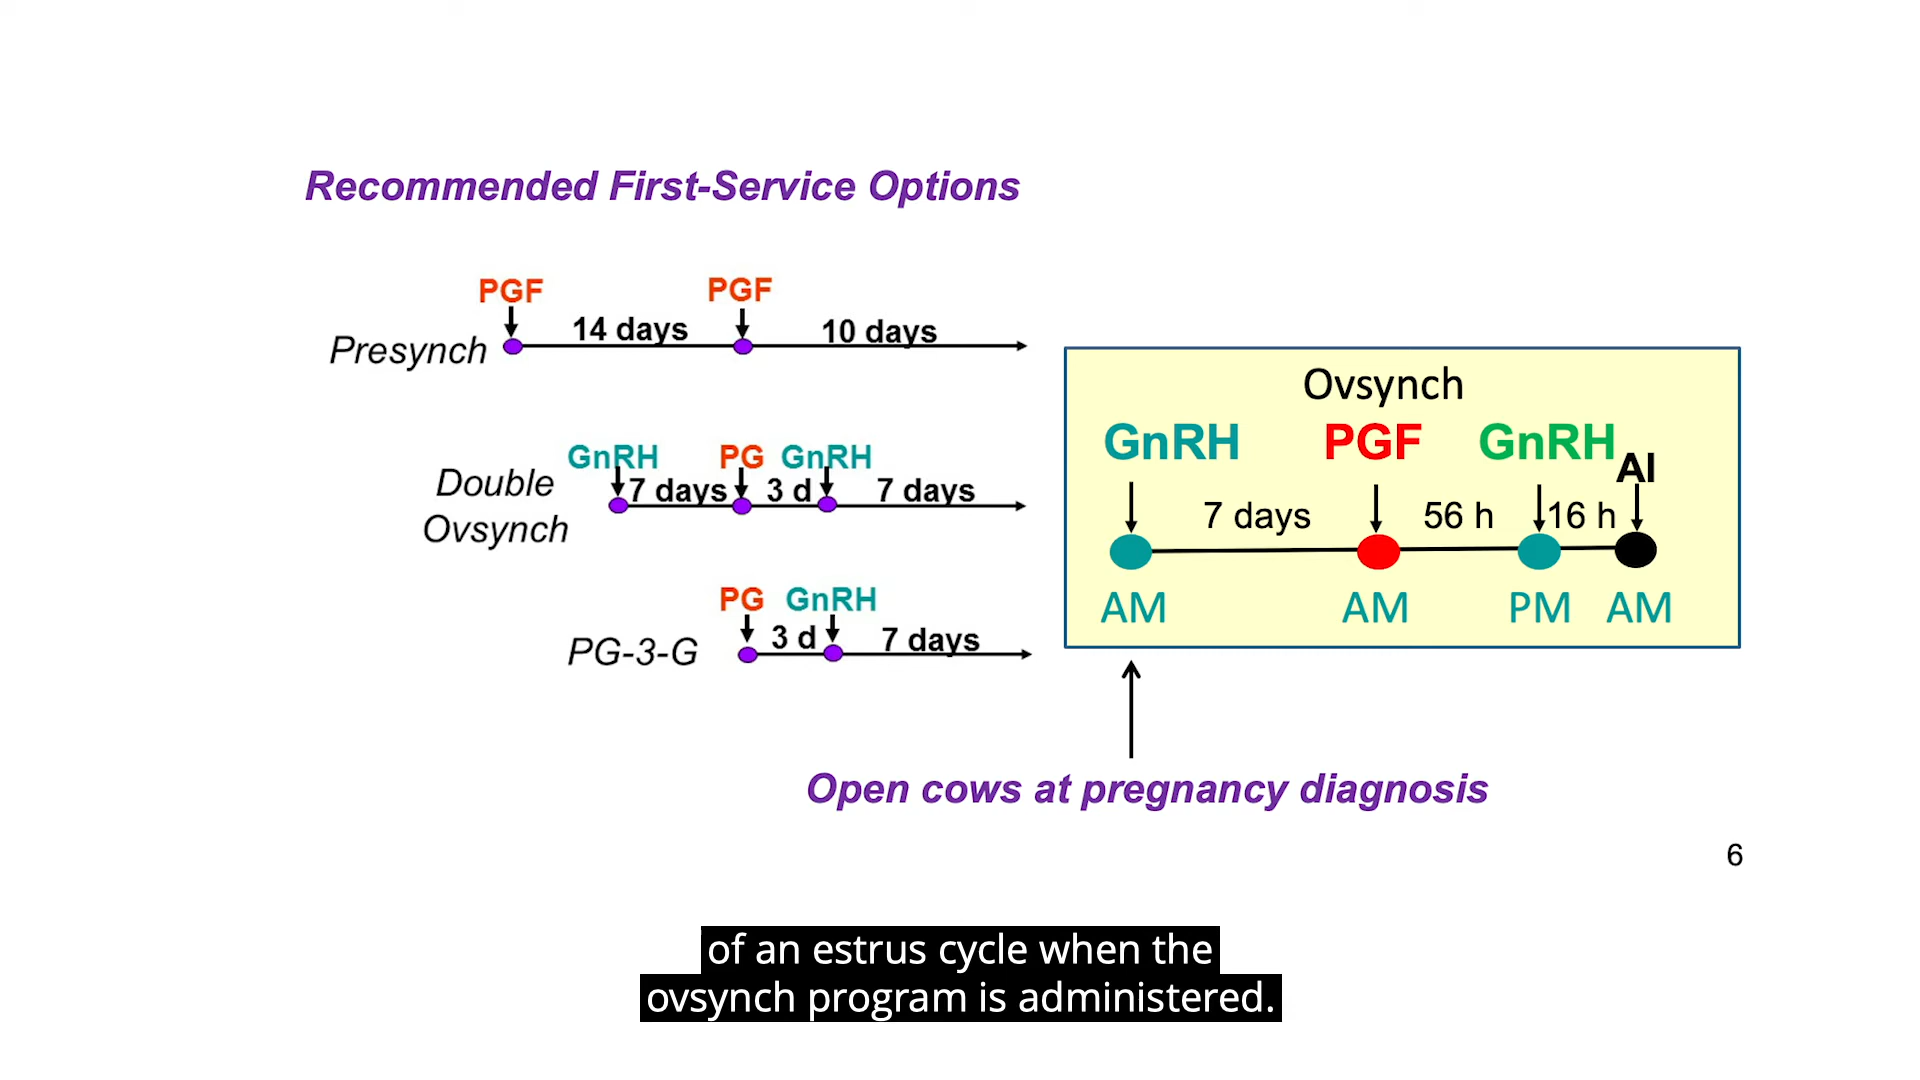 Recommended First-Service Options
PGF PGF
Presynch 14 days 10 days
GnRH PG GnRH
Double Ovsynch 7 days 3 d 7 days
PG GnRH
PG-3-G 3 d 7 days
Ovsynch
GnRH PGF GnRH AI
7 days 56 h 16 h
AM AM PM AM
Open cows at pregnancy diagnosis
6
of an estrus cycle when the
ovsynch program is administered.